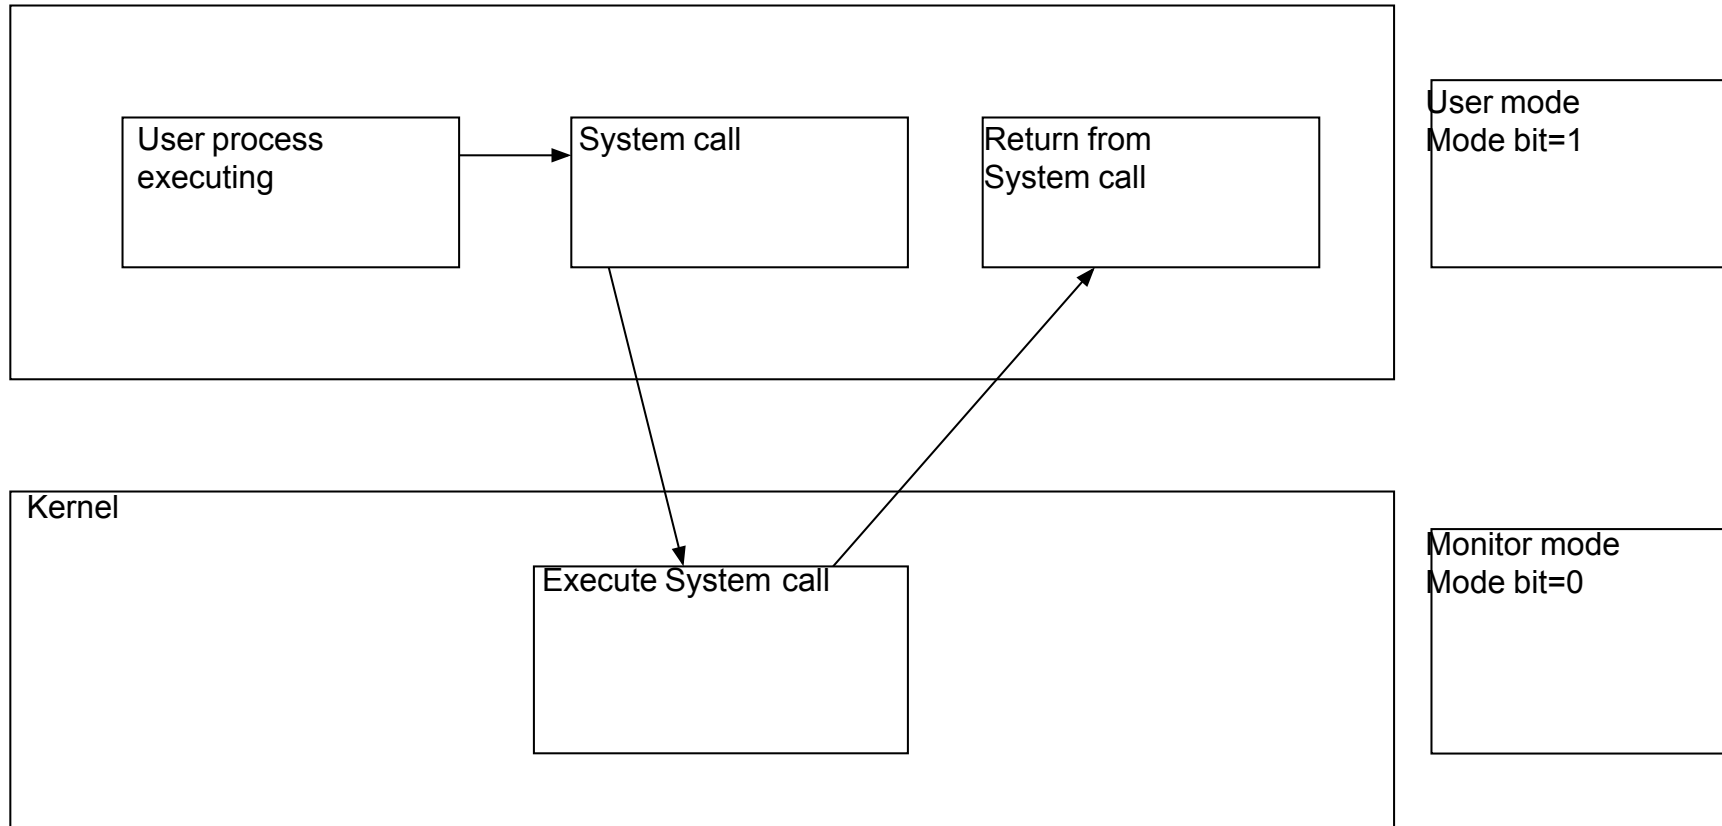 User process
executing
System call
Return from
System call
User mode
Mode bit=1
Kernel
Execute System call
Monitor mode
Mode bit=0